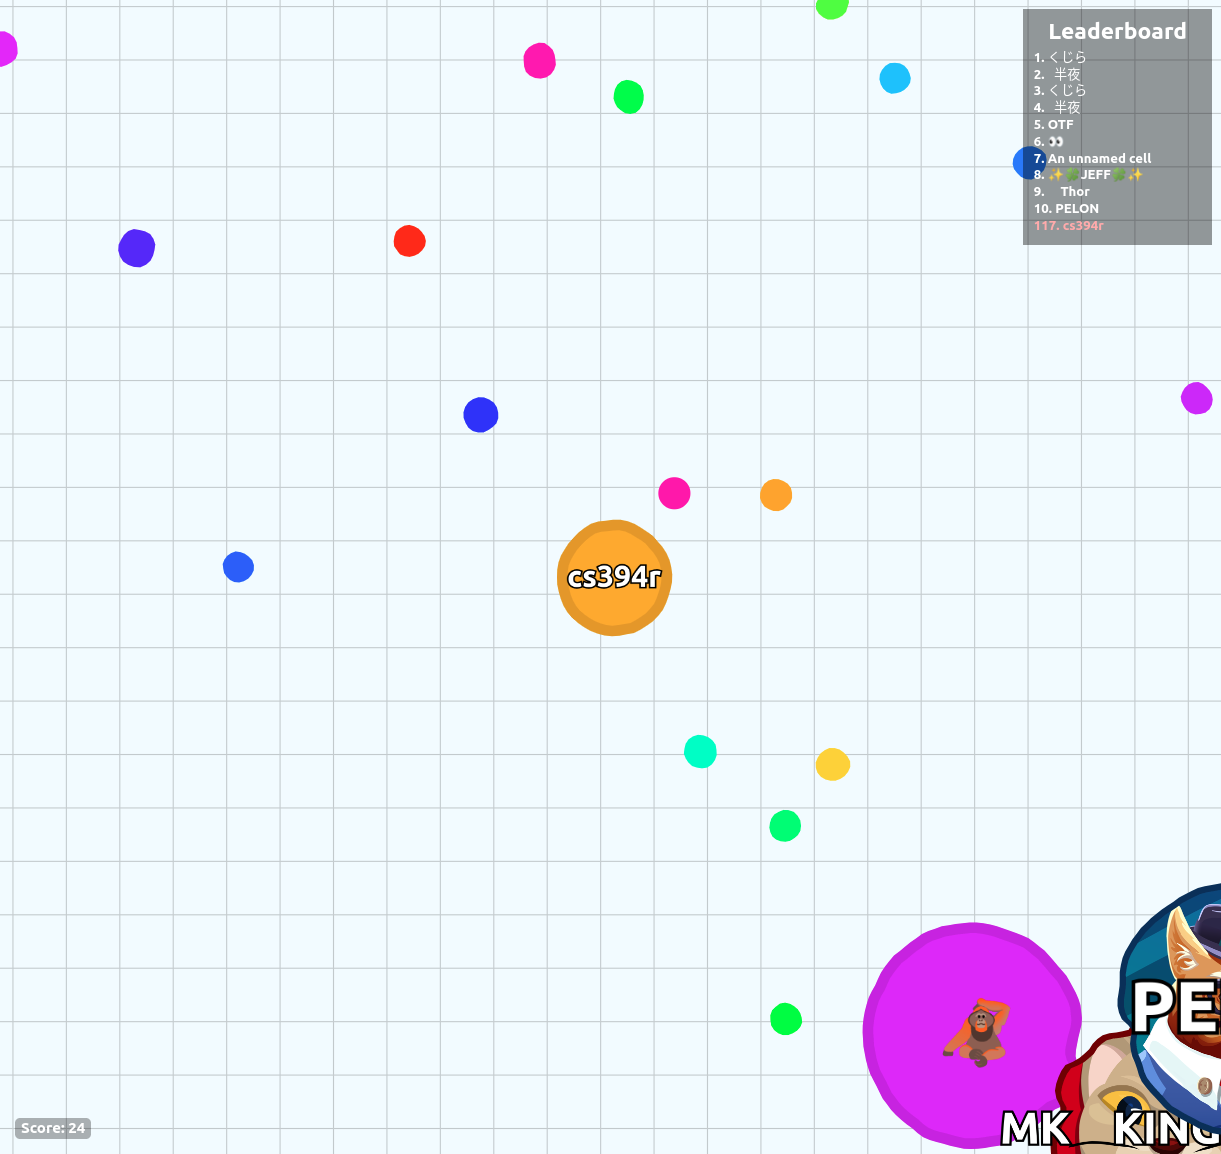 Leaderboard
1. くじら
2. 半夜
3. くじら
4. 半夜
5. OTF
6. 👀
7. An unnamed cell
8. ✨🌳JEFF🌳✨
9. Thor
10. PELON
117. cs394r
cs394r
PE
MK KING
Score: 24